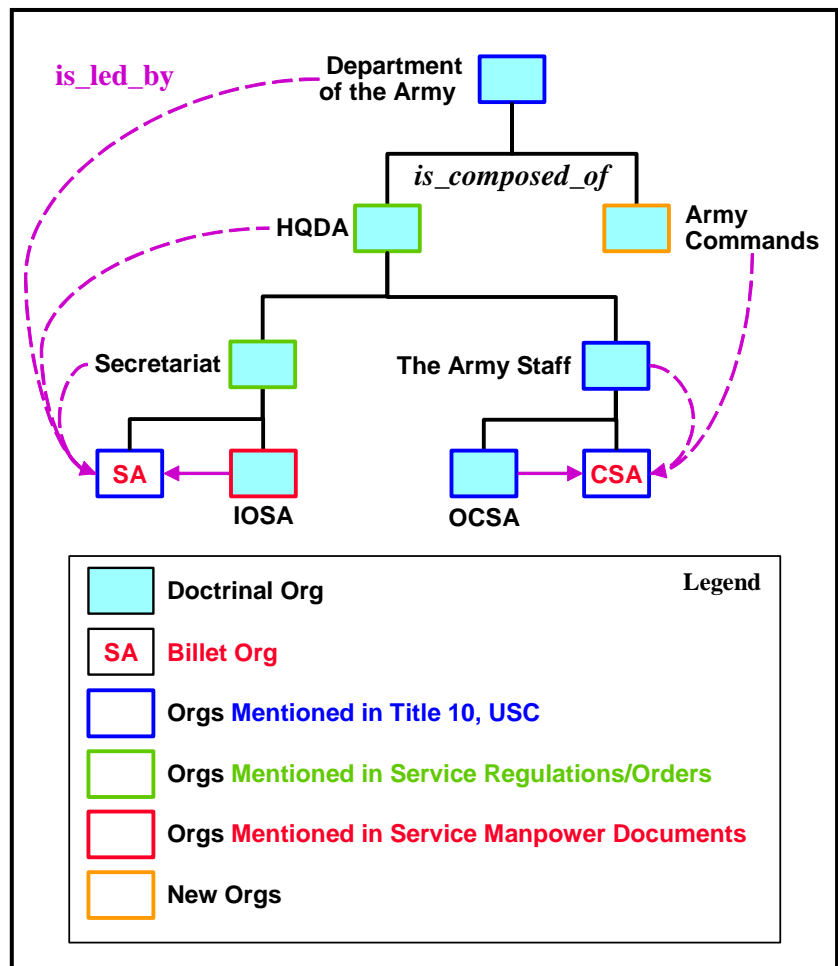 is_led_by
Department
of the Army
is_composed_of
HQDA
Army
Commands
Secretariat
The Army Staff
SA
IOSA
OCSA
CSA
Legend
Doctrinal Org
SA
Billet Org
Orgs Mentioned in Title 10, USC
Orgs Mentioned in Service Regulations/Orders
Orgs Mentioned in Service Manpower Documents
New Orgs